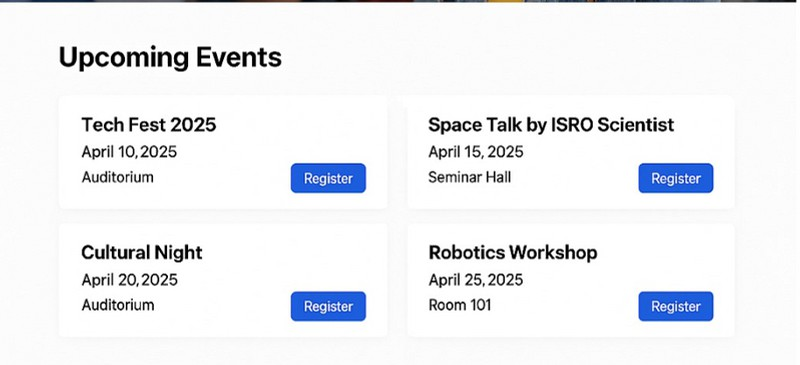 Upcoming Events
Tech Fest 2025
April 10, 2025
Auditorium
Register
Space Talk by ISRO Scientist
April 15, 2025
Seminar Hall
Register
Cultural Night
April 20, 2025
Auditorium
Register
Robotics Workshop
April 25, 2025
Room 101
Register